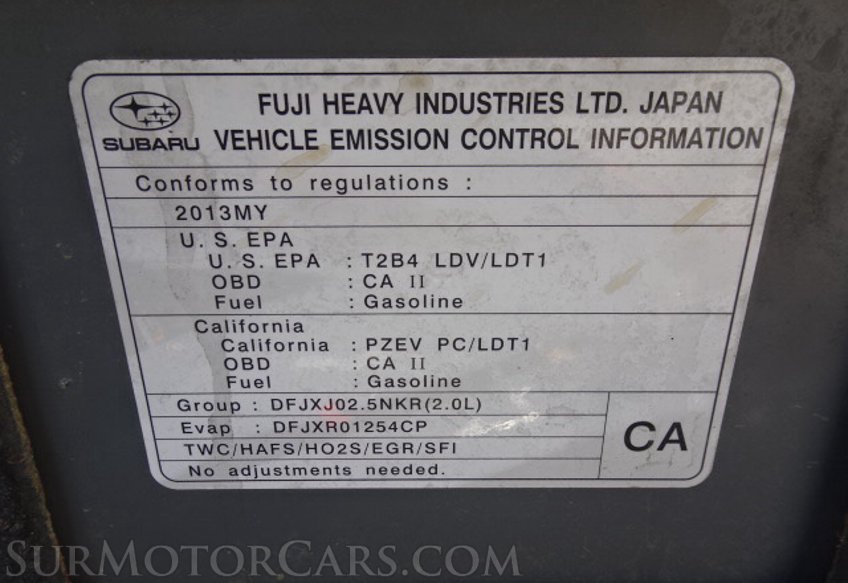 FUJI HEAVY INDUSTRIES LTD. JAPAN
SUBARU VEHICLE EMISSION CONTROL INFORMATION
Conforms to regulations :
2013MY
U. S. EPA
U. S. EPA : T2B4 LDV/LDT1
OBD : CA II
Fuel : Gasoline
California
California : PZEV PC/LDT1
OBD : CA II
Fuel : Gasoline
Group : DFJXJ02.5NKR(2.0L)
Evap : DFJXR01254CP
TWC/HAFS/HO2S/EGR/SFI
No adjustments needed.
CA
SURMOTORCARS.COM